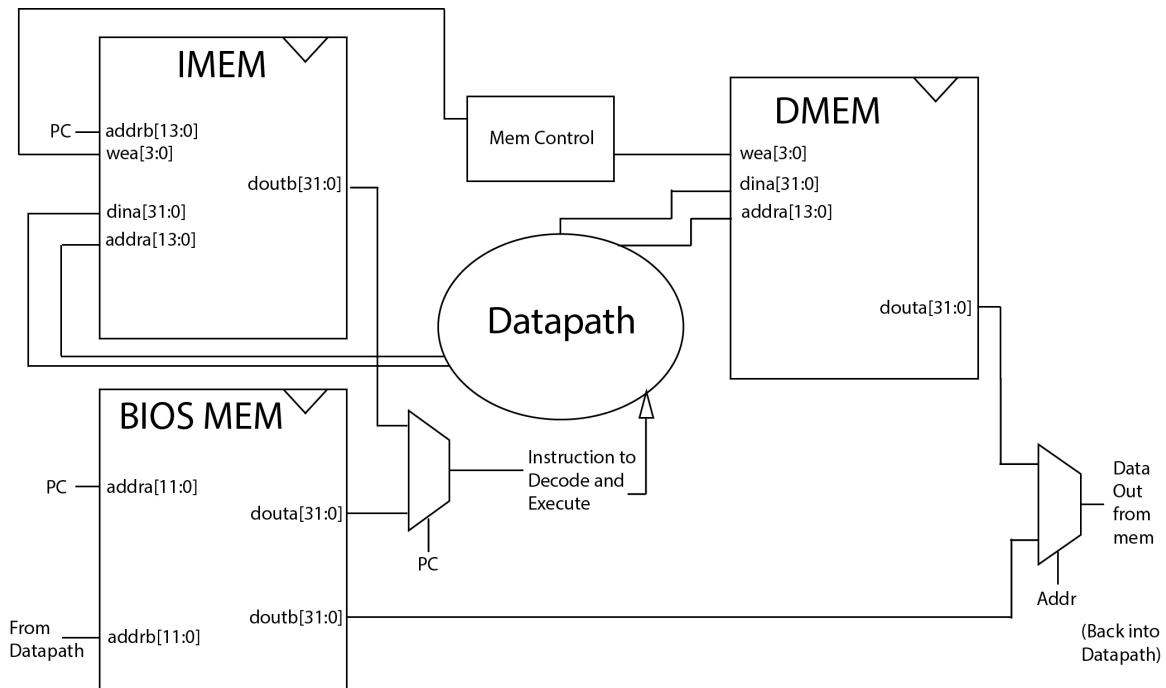 IMEM
PC
addrb[13:0]
wea[3:0]
doutb[31:0]
dina[31:0]
addra[13:0]
Mem Control
DMEM
wea[3:0]
dina[31:0]
addra[13:0]
douta[31:0]
Datapath
BIOS MEM
PC
addra[11:0]
douta[31:0]
doutb[31:0]
From
Datapath
addrb[11:0]
PC
Instruction to
Decode and
Execute
Data
Out
from
mem
Addr
(Back into
Datapath)